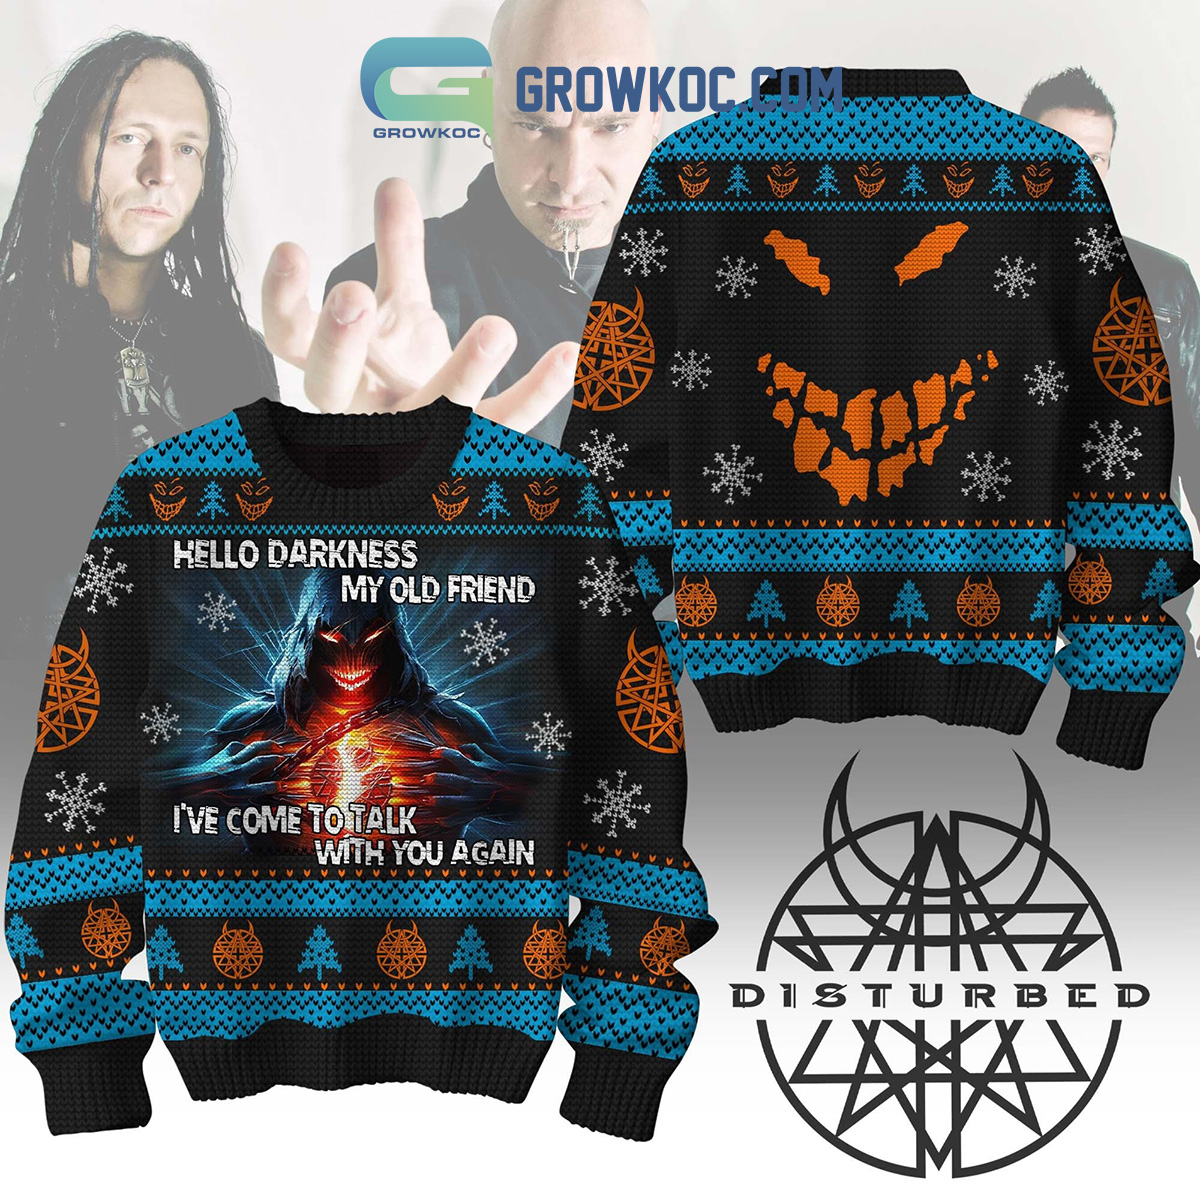 GROWKOC
GROWKOC.COM
HELLO DARKNESS
MY OLD FRIEND
I'VE COME TO TALK
WITH YOU AGAIN
DISTURBED